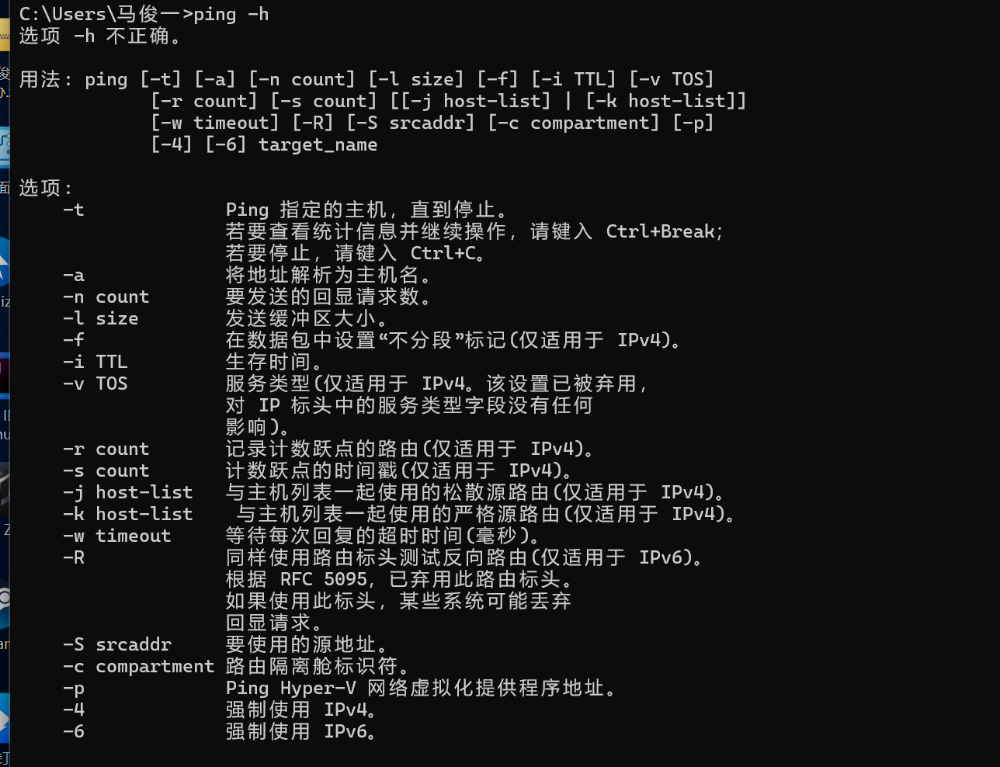 C:\Users\马俊一>ping -h
选项 -h 不正确。
用法: ping [-t] [-a] [-n count] [-l size] [-f] [-i TTL] [-v TOS]
[-r count] [-s count] [[-j host-list] | [-k host-list]]
[-w timeout] [-R] [-S srcaddr] [-c compartment] [-p]
[-4] [-6] target_name
选项:
-t Ping 指定的主机，直到停止。
若要查看统计信息并继续操作，请键入 Ctrl+Break;
若要停止，请键入 Ctrl+C。
-a 将地址解析为主机名。
-n count 要发送的回显请求数。
-l size 发送缓冲区大小。
-f 在数据包中设置“不分段”标记(仅适用于 IPv4)。
-i TTL 生存时间。
-v TOS 服务类型(仅适用于 IPv4。该设置已被弃用，
对 IP 标头中的服务类型字段没有任何
影响)。
-r count 记录计数跃点的路由(仅适用于 IPv4)。
-s count 计数跃点的时间戳(仅适用于 IPv4)。
-j host-list 与主机列表一起使用的松散源路由(仅适用于 IPv4)。
-k host-list 与主机列表一起使用的严格源路由(仅适用于 IPv4)。
-w timeout 等待每次回复的超时时间(毫秒)。
-R 同样使用路由标头测试反向路由(仅适用于 IPv6)。
根据 RFC 5095，已弃用此路由标头。
如果使用此标头，某些系统可能丢弃
回显请求。
-S srcaddr 要使用的源地址。
-c compartment 路由隔离舱标识符。
-p Ping Hyper-V 网络虚拟化提供程序地址。
-4 强制使用 IPv4。
-6 强制使用 IPv6。